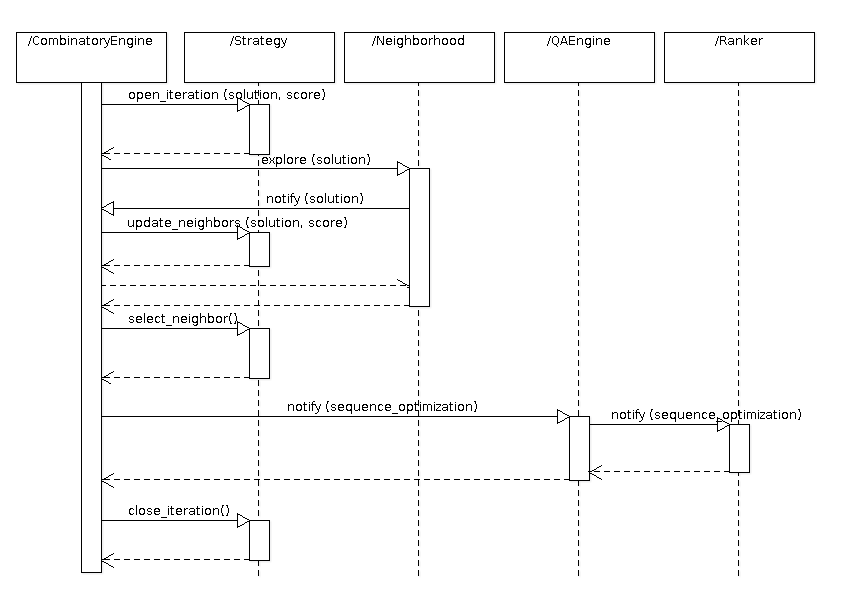 /CombinatoryEngine
/Strategy
/Neighborhood
/QAEngine
/Ranker
open_iteration (solution, score)
explore (solution)
notify (solution)
update_neighbors (solution, score)
select_neighbor()
notify (sequence_optimization)
notify (sequence_optimization)
close_iteration()